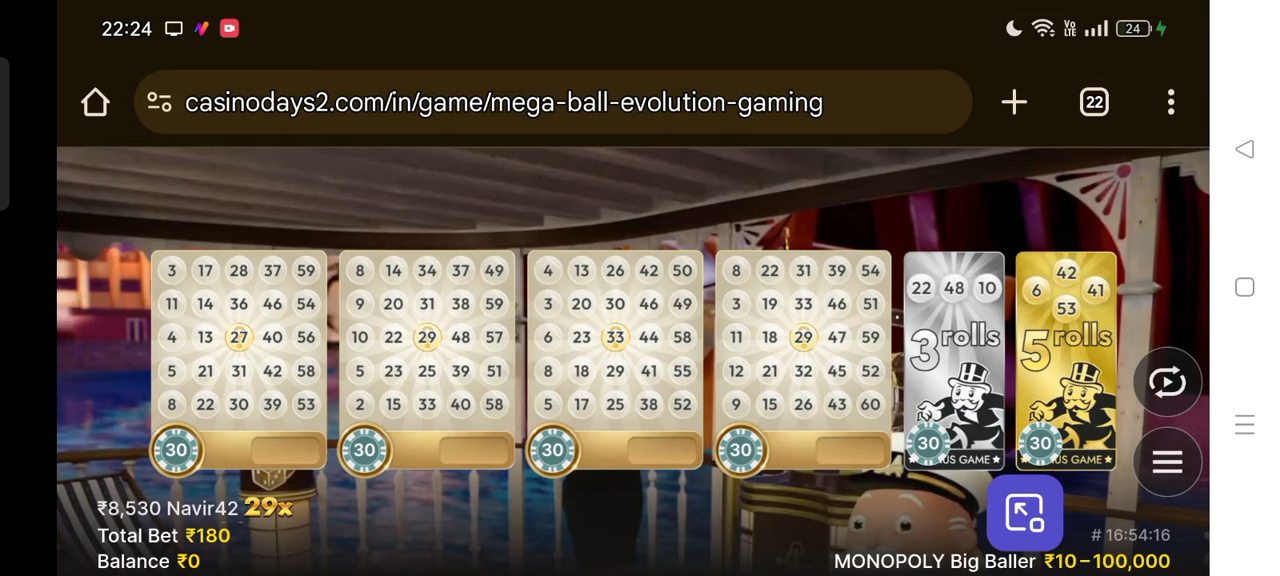 22:24 Vo LTE 24
casinodays2.com/in/game/mega-ball-evolution-gaming
22
3 17 28 37 59
11 14 36 46 54
4 13 27 40 56
5 21 31 42 58
8 22 30 39 53
30
8 14 34 37 49
9 20 31 38 59
10 22 29 48 57
5 23 25 39 51
2 15 33 40 58
30
4 13 26 42 50
3 20 30 46 49
6 23 33 44 58
8 18 29 41 55
5 17 25 38 52
30
8 22 31 39 54
3 19 33 46 51
11 18 29 47 59
12 21 32 45 52
9 15 26 43 60
30
22 48 10
3 rolls
30
US GAME
42
6 41
53
5 rolls
30
US GAME
₹8,530 Navir42 29x
Total Bet ₹180
Balance ₹0
# 16:54:16
MONOPOLY Big Baller ₹10–100,000